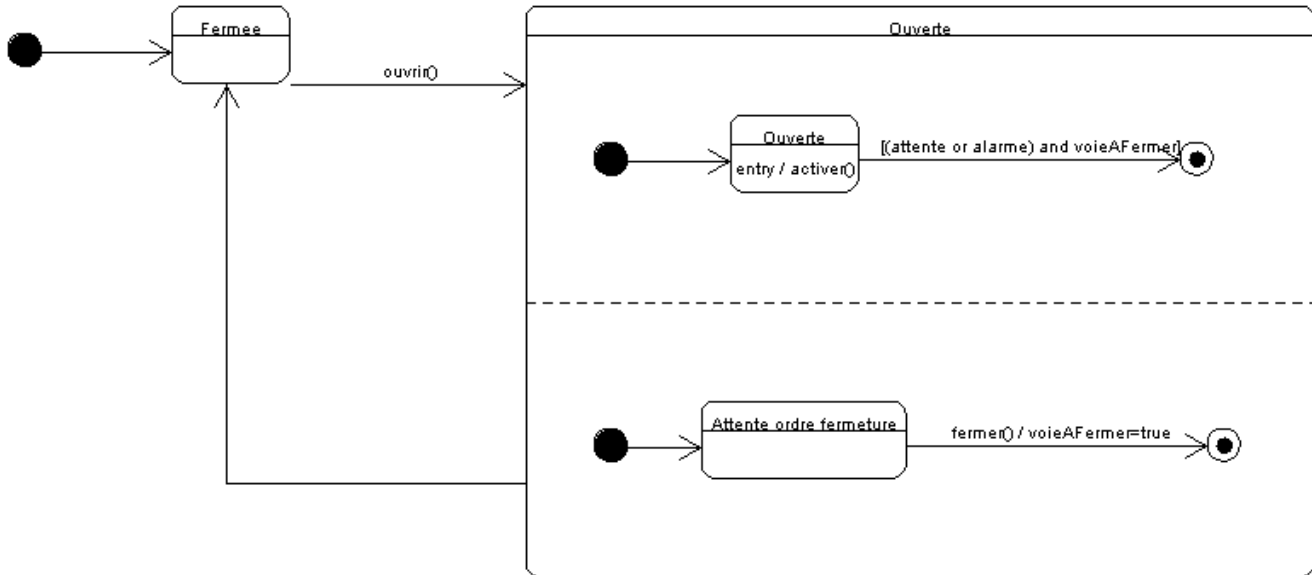 Fermee
Ouverte
ouvrir()
Ouverte
[(attente or alarme) and voieAFermer]
entry / activer()
Attente ordre fermeture
fermer() / voieAFermer=true